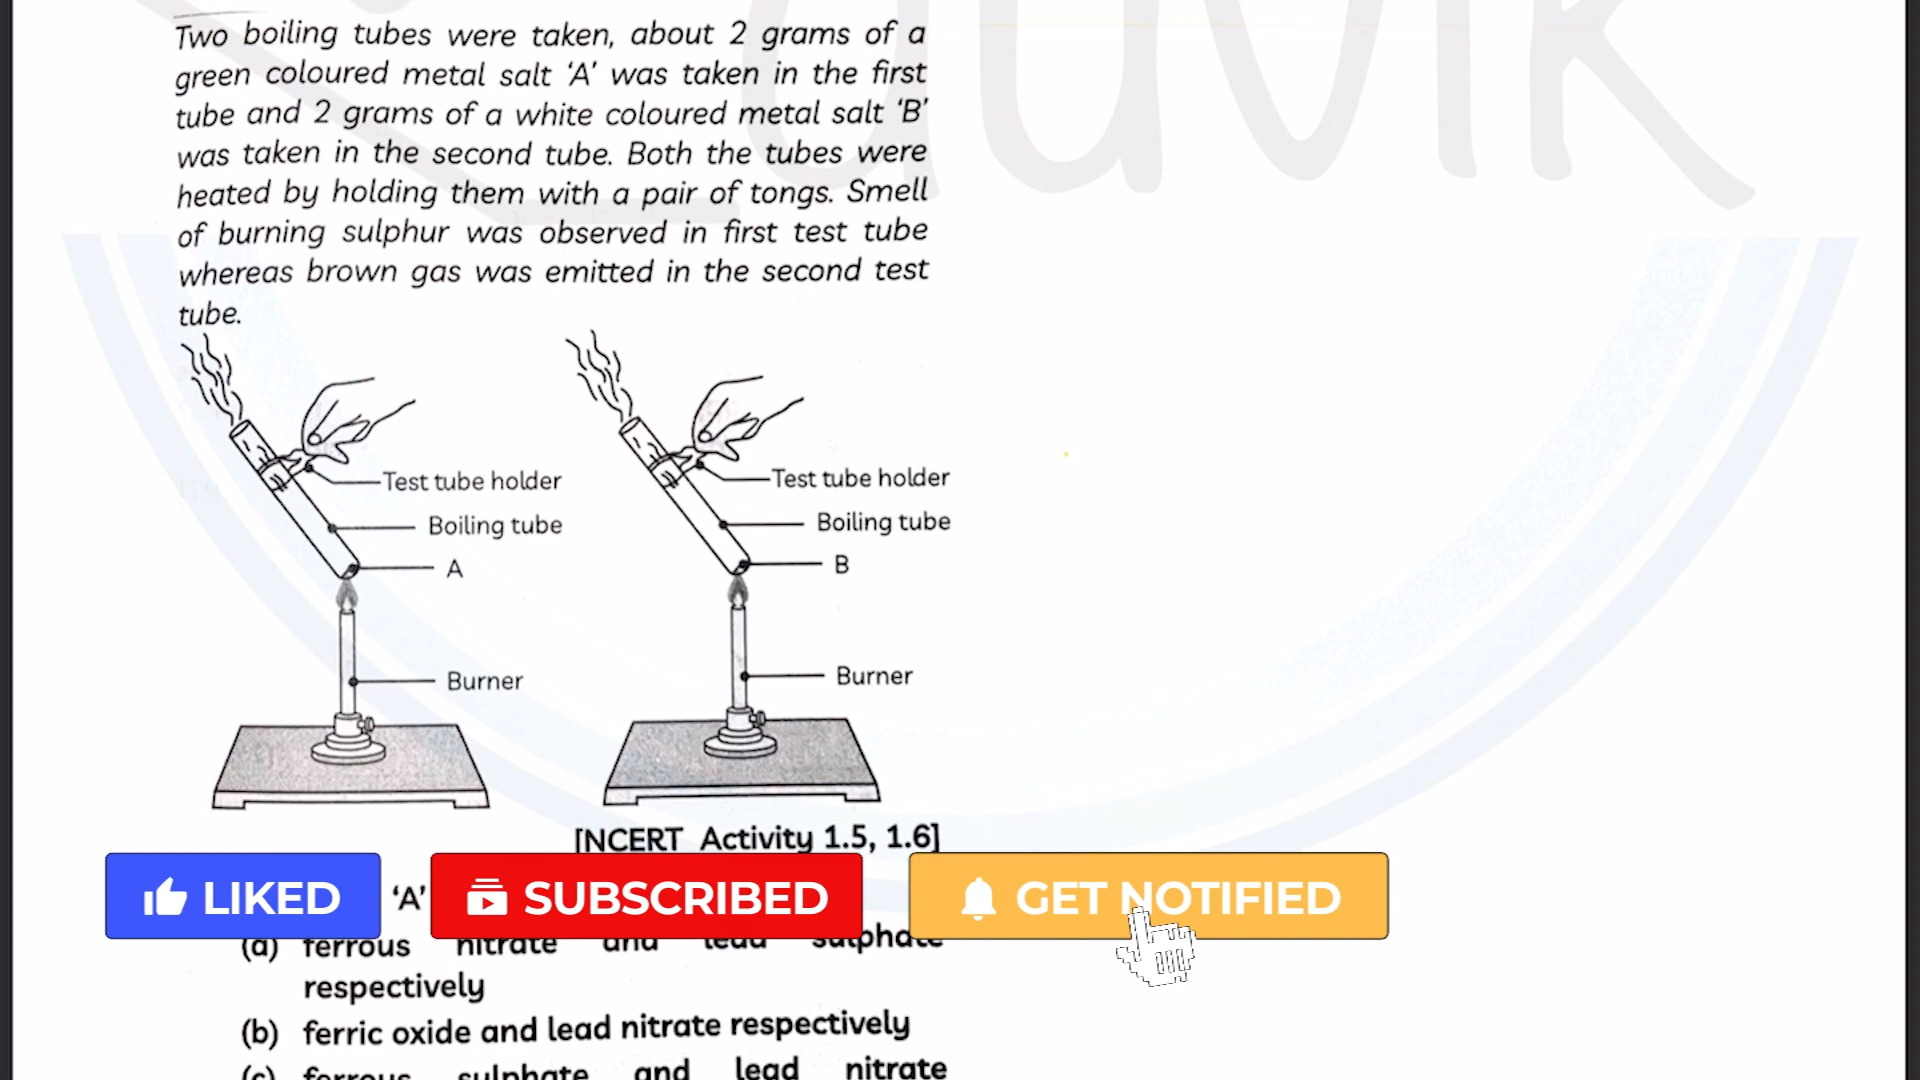 Two boiling tubes were taken, about 2 grams of a
green coloured metal salt ‘A’ was taken in the first
tube and 2 grams of a white coloured metal salt ‘B’
was taken in the second tube. Both the tubes were
heated by holding them with a pair of tongs. Smell
of burning sulphur was observed in first test tube
whereas brown gas was emitted in the second test
tube.
Test tube holder
Boiling tube
A
Burner
Test tube holder
Boiling tube
B
Burner
[NCERT Activity 1.5, 1.6]
LIKED
‘A’
SUBSCRIBED
GET NOTIFIED
(a) ferrous nitrate and lead sulphate
respectively
(b) ferric oxide and lead nitrate respectively
(c) ferrous sulphate and lead nitrate